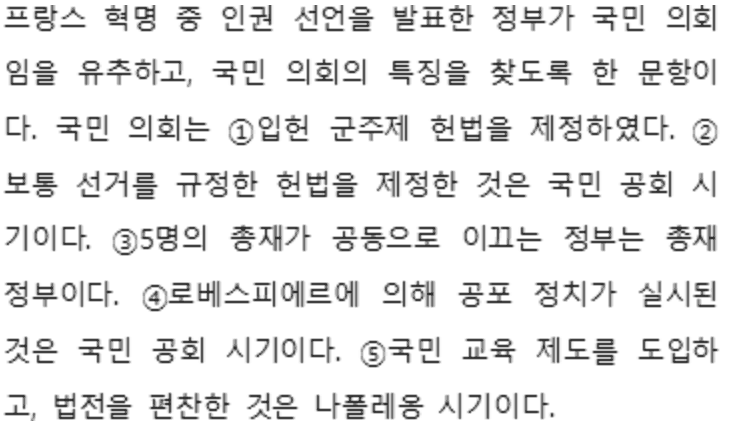 프랑스 혁명 중 인권 선언을 발표한 정부가 국민 의회
임을 유추하고, 국민 의회의 특징을 찾도록 한 문항이
다. 국민 의회는 ①입헌 군주제 헌법을 제정하였다. ②
보통 선거를 규정한 헌법을 제정한 것은 국민 공회 시
기이다. ③5명의 총재가 공동으로 이끄는 정부는 총재
정부이다. ④로베스피에르에 의해 공포 정치가 실시된
것은 국민 공회 시기이다. ⑤국민 교육 제도를 도입하
고, 법전을 편찬한 것은 나폴레옹 시기이다.